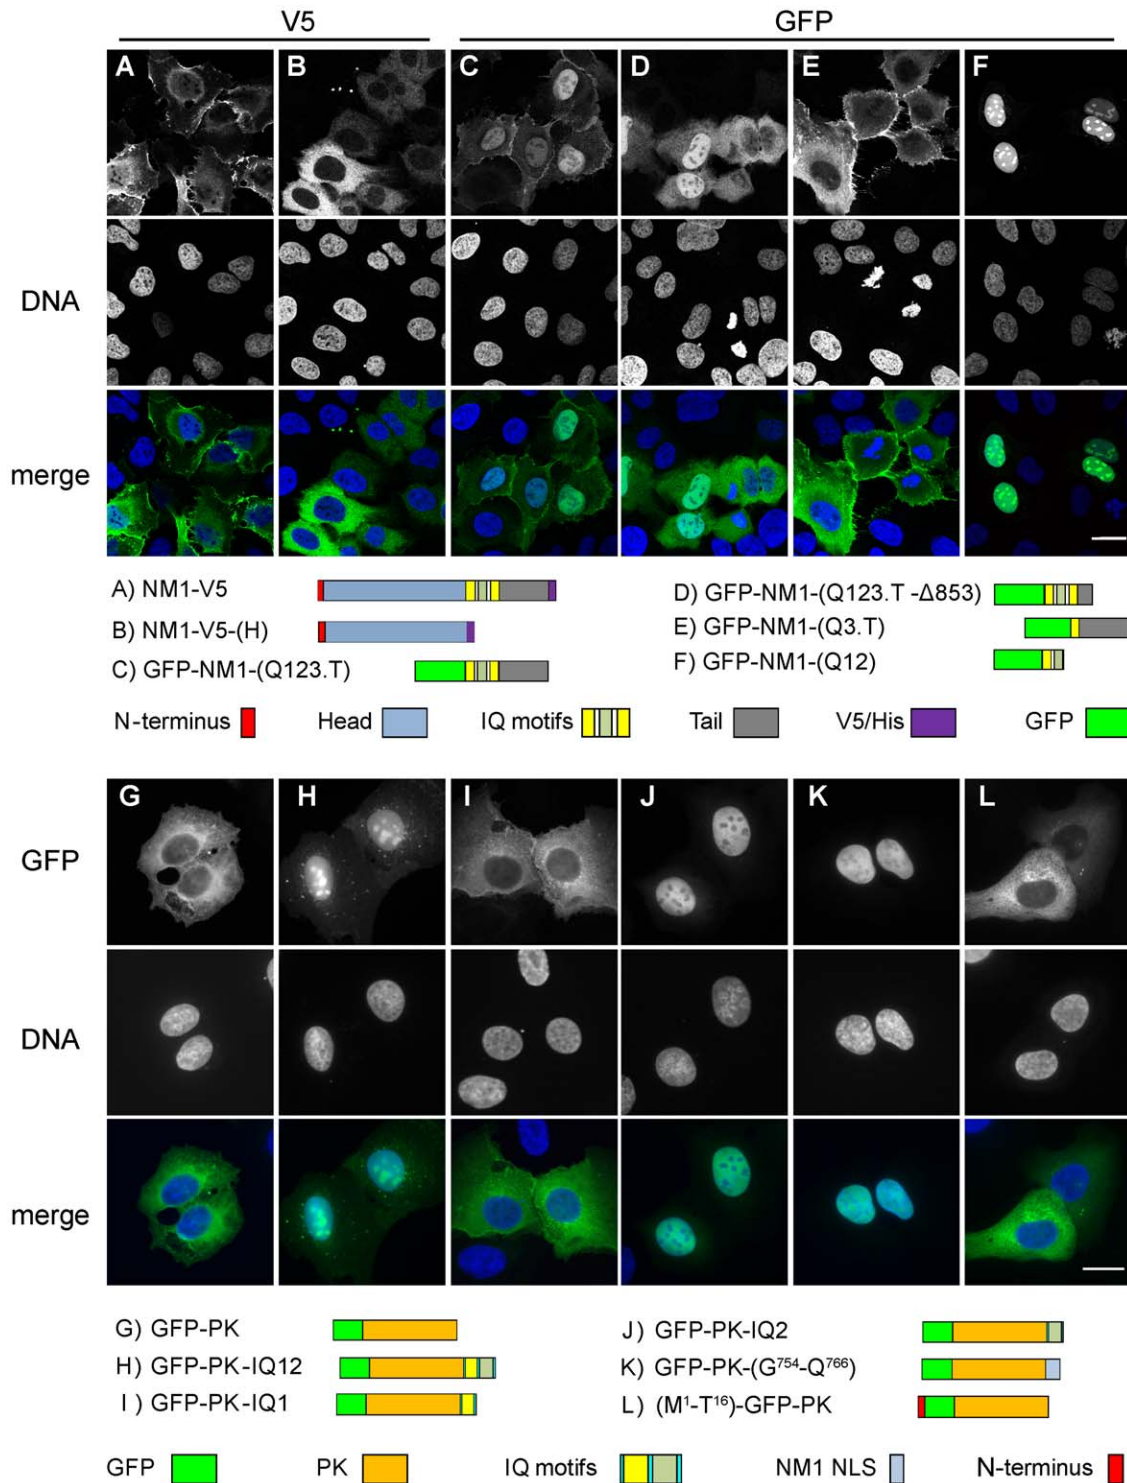 V5 GFP
A B C D E F
DNA
merge
A) NM1-V5
B) NM1-V5-(H)
C) GFP-NM1-(Q123.T)
D) GFP-NM1-(Q123.T -Δ853)
E) GFP-NM1-(Q3.T)
F) GFP-NM1-(Q12)
N-terminus Head IQ motifs Tail V5/His GFP
G H I J K L
GFP
DNA
merge
G) GFP-PK
H) GFP-PK-IQ12
I ) GFP-PK-IQ1
J) GFP-PK-IQ2
K) GFP-PK-(G⁷⁵⁴-Q⁷⁶⁶)
L) (M¹-T¹⁶)-GFP-PK
GFP PK IQ motifs NM1 NLS N-terminus